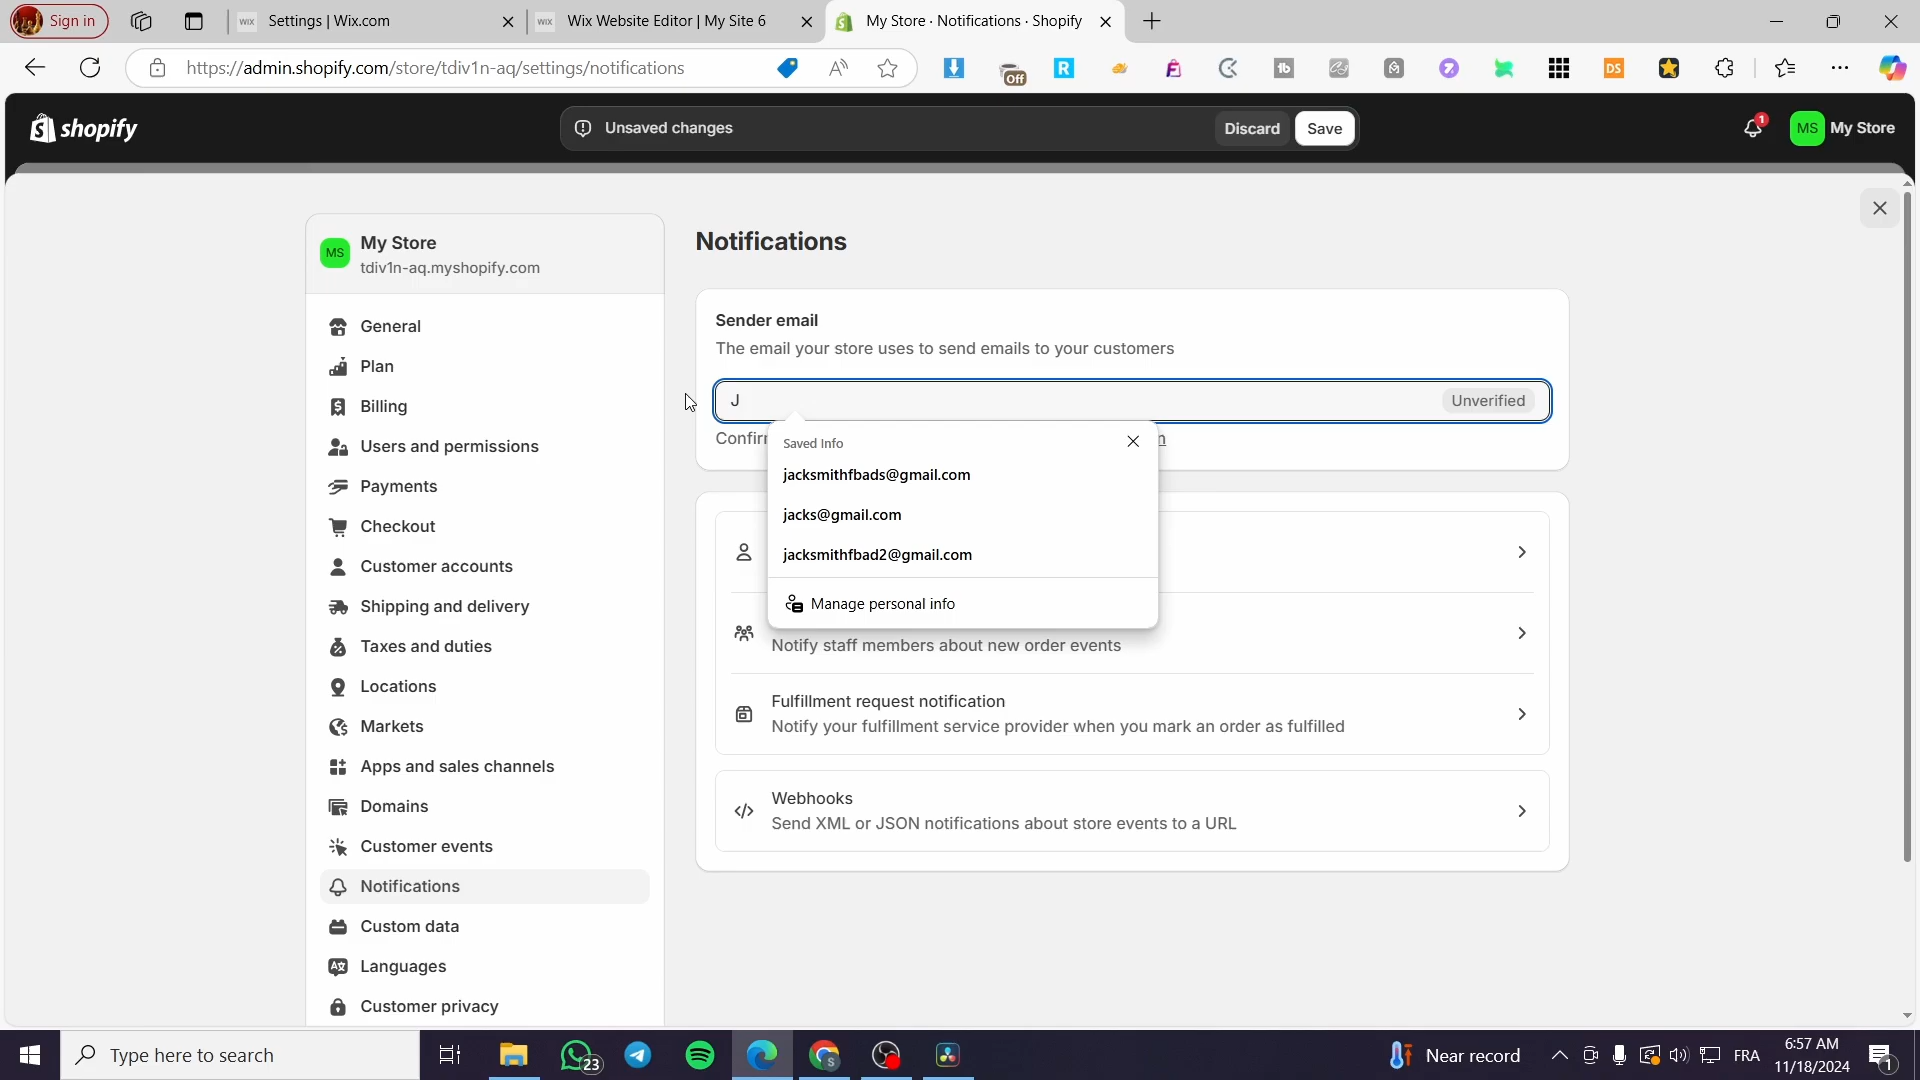 Sign in
Settings | Wix.com
Wix Website Editor | My Site 6
My Store · Notifications · Shopify
https://admin.shopify.com/store/tdiv1n-aq/settings/notifications
Off
shopify
Unsaved changes
Discard
Save
1
MS
My Store
MS
My Store
tdiv1n-aq.myshopify.com
General
Plan
Billing
Users and permissions
Payments
Checkout
Customer accounts
Shipping and delivery
Taxes and duties
Locations
Markets
Apps and sales channels
Domains
Customer events
Notifications
Custom data
Languages
Customer privacy
Notifications
Sender email
The email your store uses to send emails to your customers
J
Unverified
Saved Info
jacksmithfbads@gmail.com
jacks@gmail.com
jacksmithfbad2@gmail.com
Manage personal info
Notify staff members about new order events
Fulfillment request notification
Notify your fulfillment service provider when you mark an order as fulfilled
Webhooks
Send XML or JSON notifications about store events to a URL
Type here to search
23
Near record
FRA
6:57 AM
11/18/2024
1